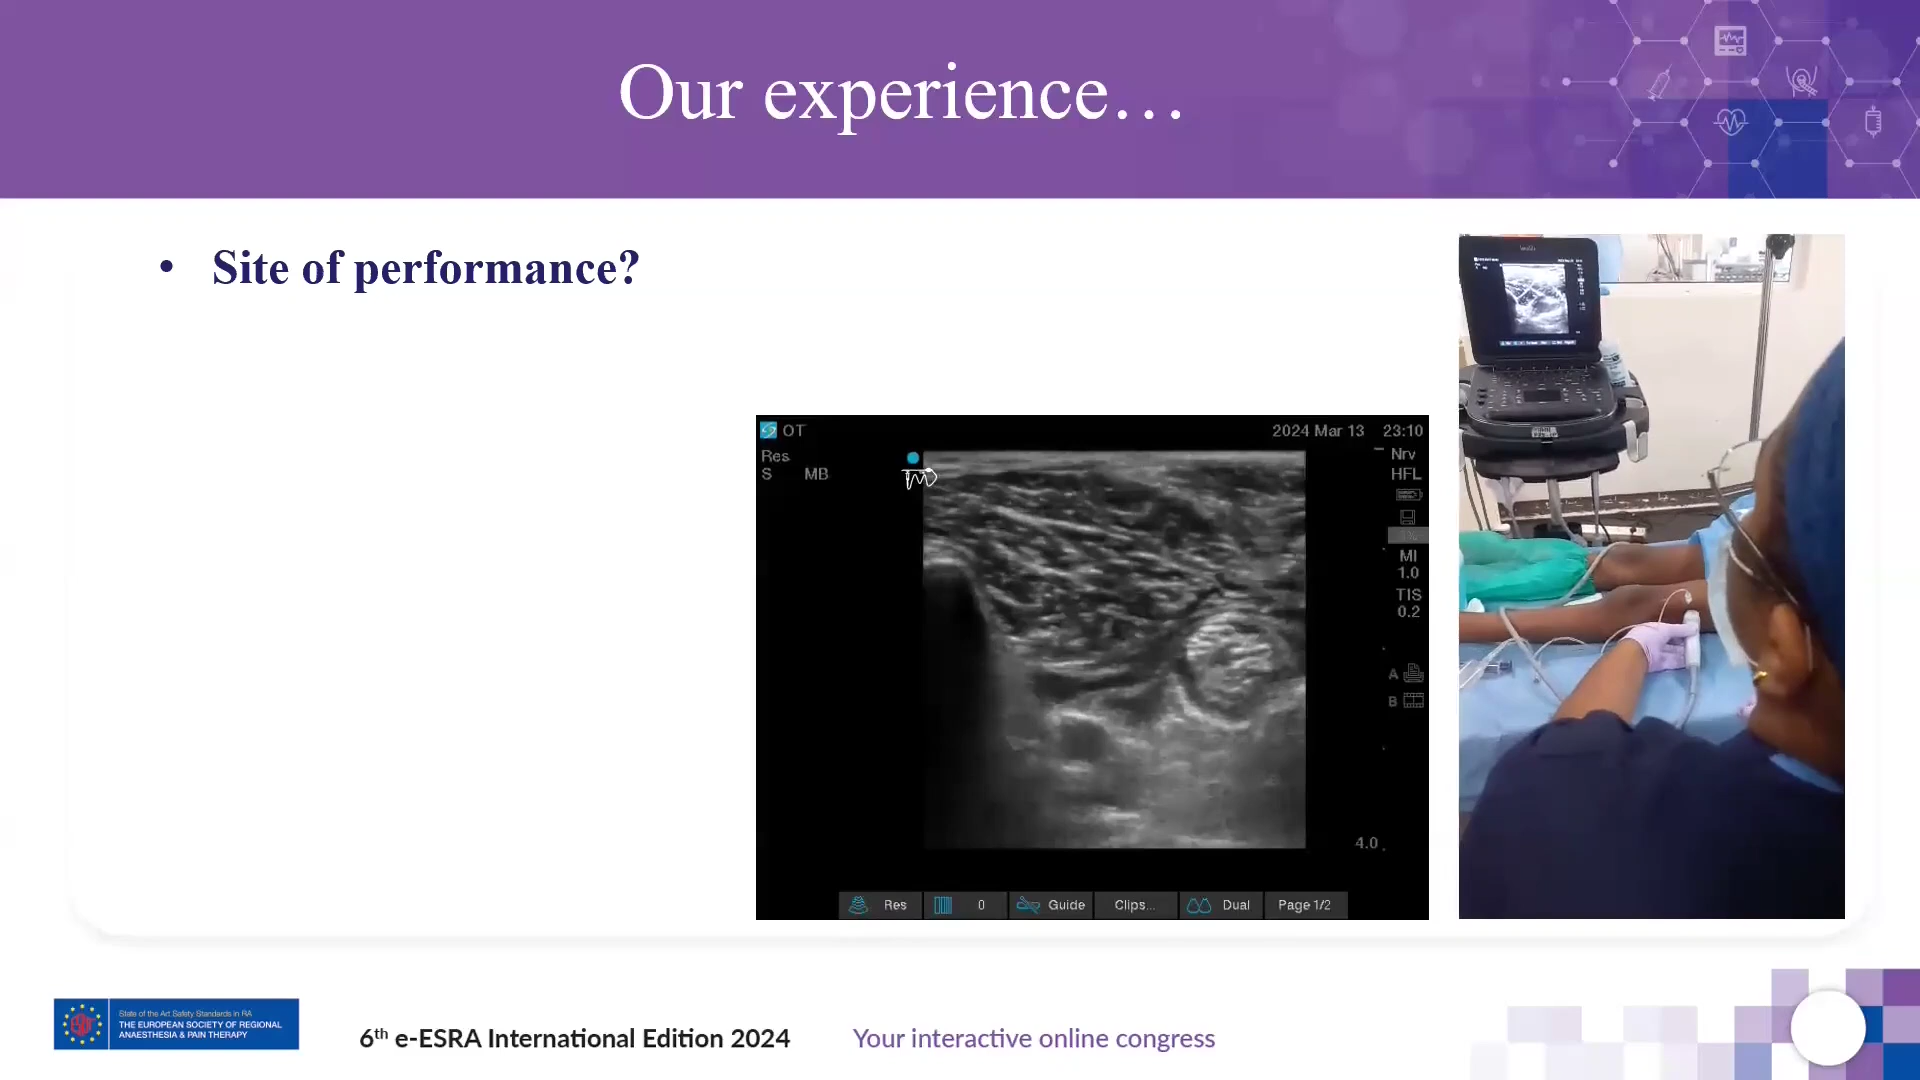 Our experience…
• Site of performance?
OT
2024 Mar 13 23:10
Res
S MB
Nrv
HFL
MI
1.0
TIS
0.2
A
B
4.0
Res 0 Guide Clips... Dual Page 1/2
State of the Art Safety Standards in RA
THE EUROPEAN SOCIETY OF REGIONAL
ANAESTHESIA & PAIN THERAPY
6th e-ESRA International Edition 2024
Your interactive online congress